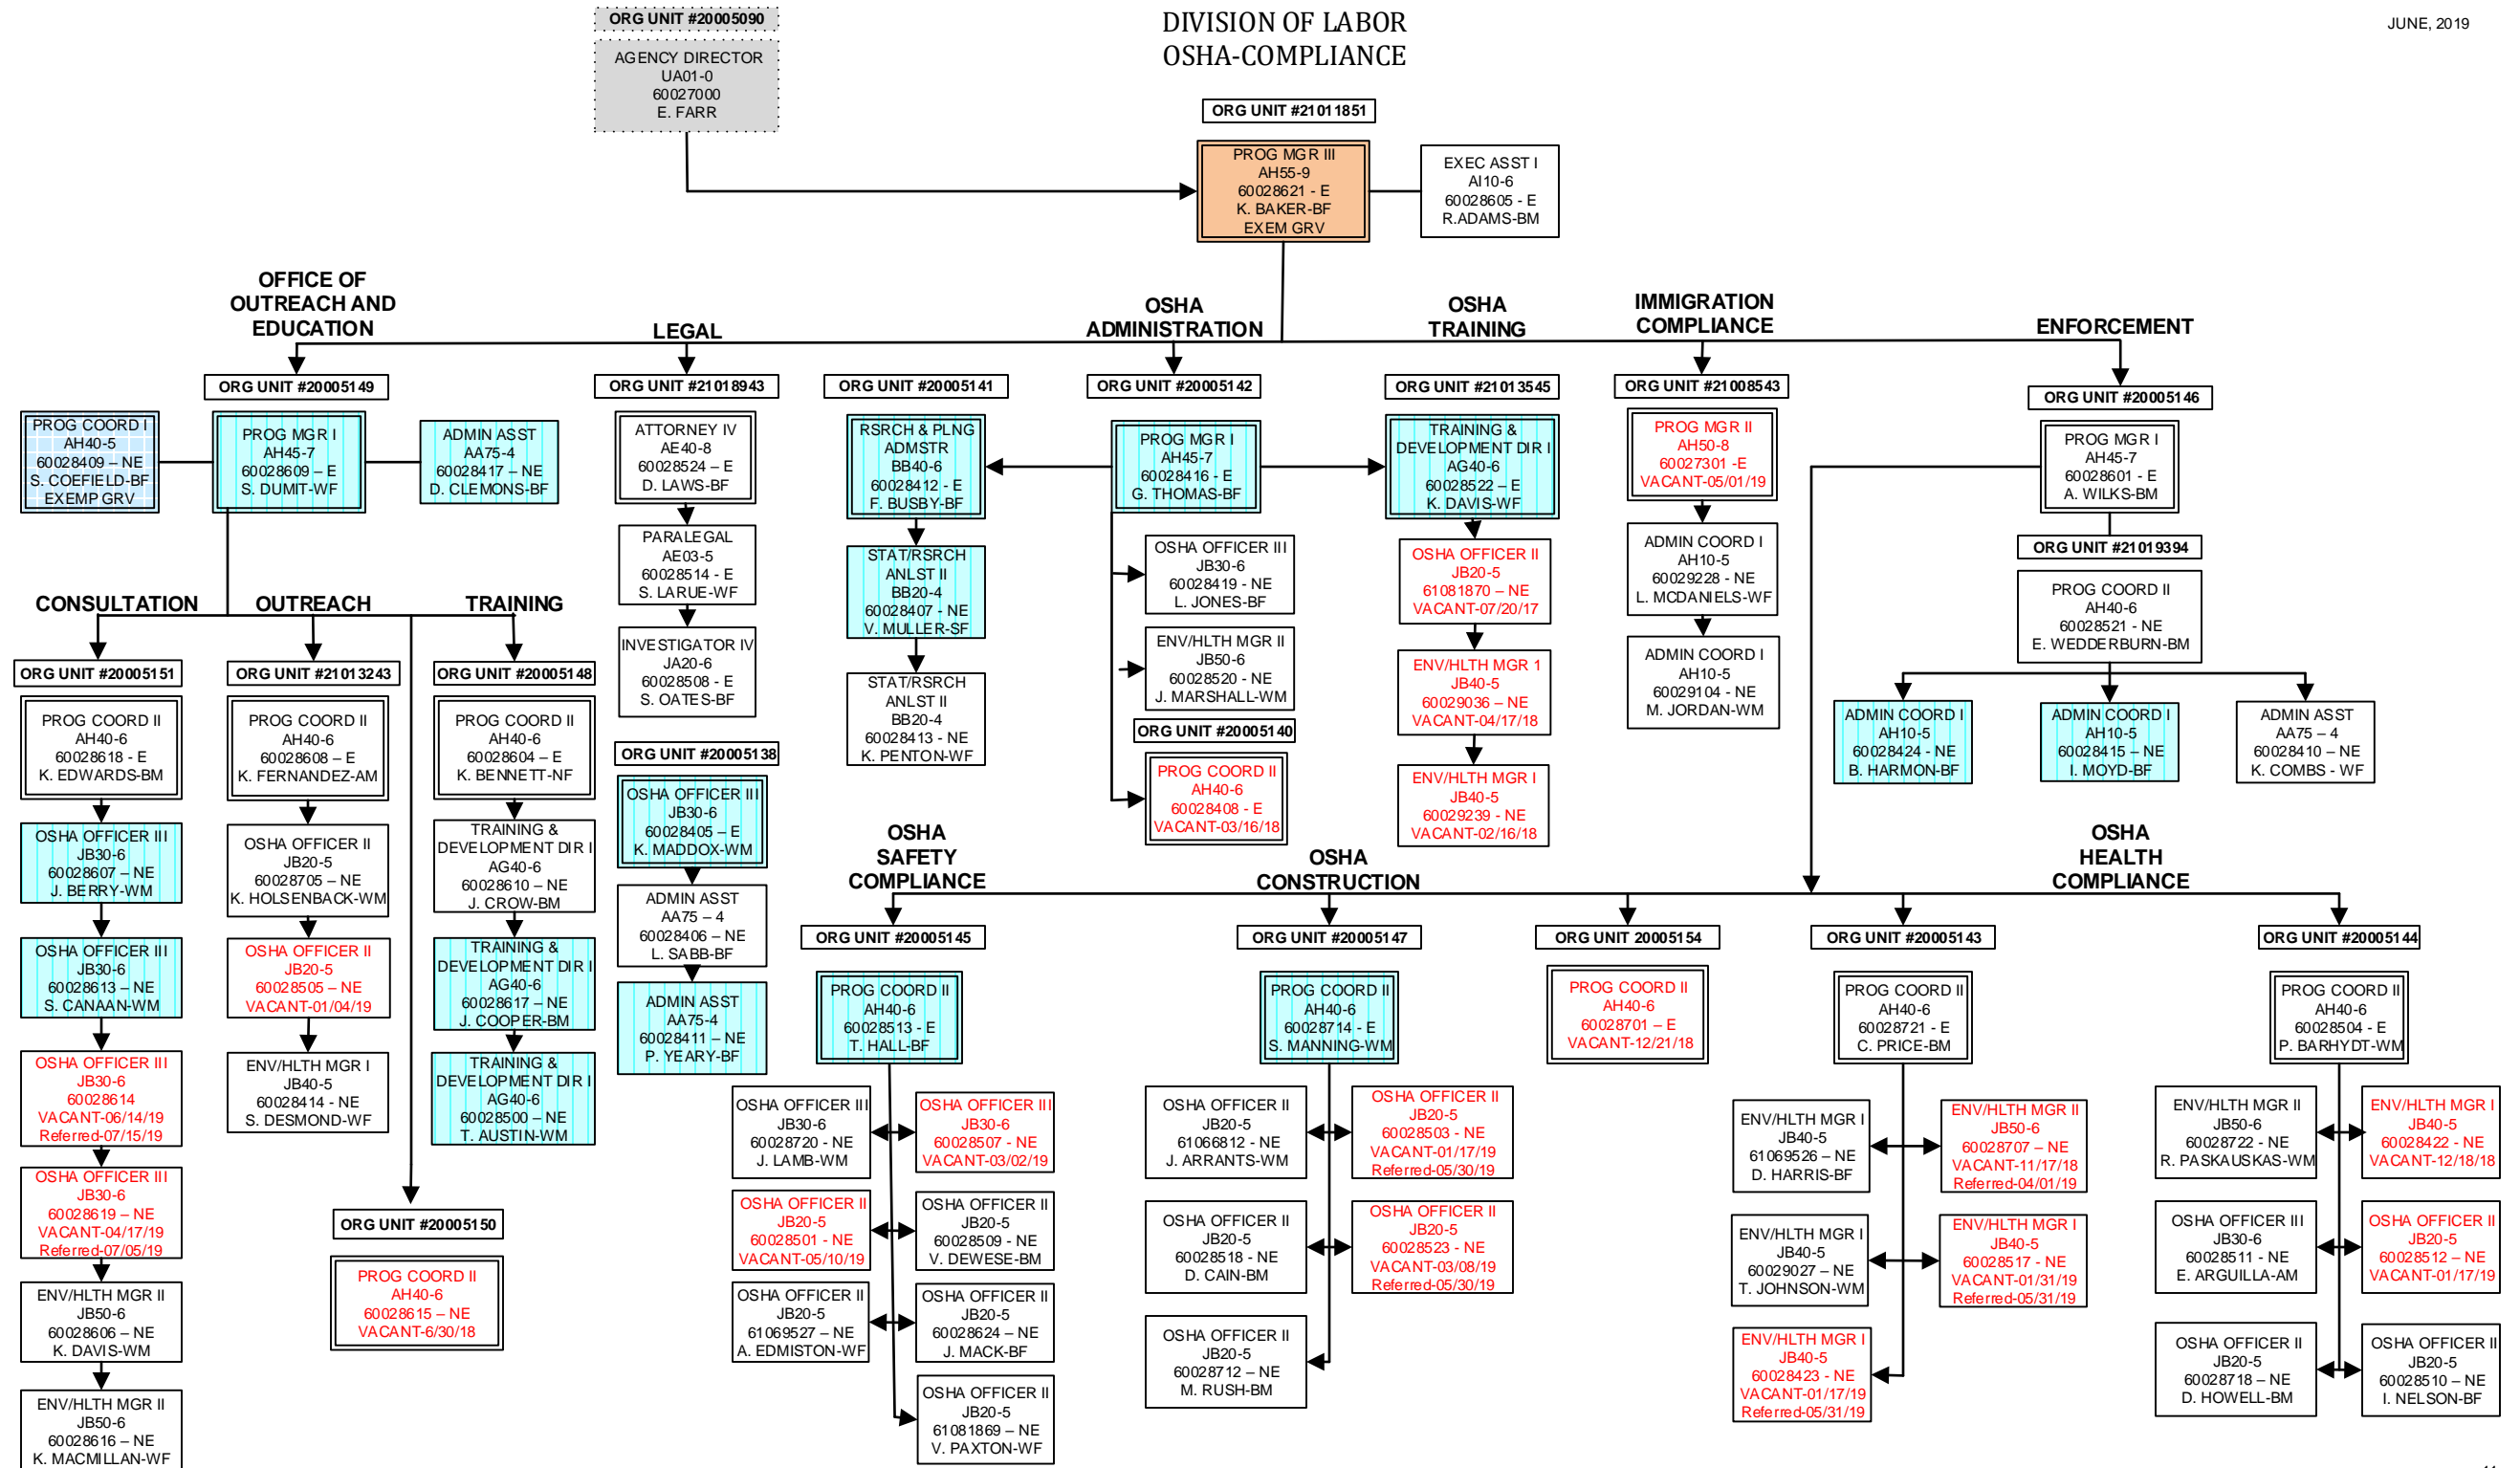 ORG UNIT #20005090
AGENCY DIRECTOR
UA01-0
60027000
E. FARR
DIVISION OF LABOR
OSHA-COMPLIANCE
JUNE, 2019
ORG UNIT #21011851
PROG MGR III
AH55-9
60028621 - E
K. BAKER-BF
EXEM GRV
EXEC ASST I
AI10-6
60028605 - E
R.ADAMS-BM
OFFICE OF
OUTREACH AND
EDUCATION
LEGAL
OSHA
ADMINISTRATION
OSHA
TRAINING
IMMIGRATION
COMPLIANCE
ENFORCEMENT
ORG UNIT #20005149
PROG COORD I
AH40-5
60028409 – NE
S. COEFIELD-BF
EXEMP GRV
PROG MGR I
AH45-7
60028609 – E
S. DUMIT-WF
ADMIN ASST
AA75-4
60028417 – NE
D. CLEMONS-BF
CONSULTATION
OUTREACH
TRAINING
ORG UNIT #20005151
PROG COORD II
AH40-6
60028618 - E
K. EDWARDS-BM
OSHA OFFICER III
JB30-6
60028607 – NE
J. BERRY-WM
OSHA OFFICER III
JB30-6
60028613 – NE
S. CANAAN-WM
OSHA OFFICER III
JB30-6
60028614
VACANT-06/14/19
Referred-07/15/19
OSHA OFFICER III
JB30-6
60028619 – NE
VACANT-04/17/19
Referred-07/05/19
ENV/HLTH MGR II
JB50-6
60028606 – NE
K. DAVIS-WM
ENV/HLTH MGR II
JB50-6
60028616 – NE
K. MACMILLAN-WF
ORG UNIT #21013243
PROG COORD II
AH40-6
60028608 – E
K. FERNANDEZ-AM
OSHA OFFICER II
JB20-5
60028705 – NE
K. HOLSENBACK-WM
OSHA OFFICER II
JB20-5
60028505 – NE
VACANT-01/04/19
ENV/HLTH MGR I
JB40-5
60028414 - NE
S. DESMOND-WF
ORG UNIT #20005148
PROG COORD II
AH40-6
60028604 – E
K. BENNETT-NF
TRAINING &
DEVELOPMENT DIR I
AG40-6
60028610 – NE
J. CROW-BM
TRAINING &
DEVELOPMENT DIR I
AG40-6
60028617 – NE
J. COOPER-BM
TRAINING &
DEVELOPMENT DIR I
AG40-6
60028500 – NE
T. AUSTIN-WM
ORG UNIT #20005150
PROG COORD II
AH40-6
60028615 – NE
VACANT-6/30/18
ORG UNIT #21018943
ATTORNEY IV
AE40-8
60028524 – E
D. LAWS-BF
PARALEGAL
AE03-5
60028514 - E
S. LARUE-WF
INVESTIGATOR IV
JA20-6
60028508 - E
S. OATES-BF
ORG UNIT #20005138
OSHA OFFICER III
JB30-6
60028405 – E
K. MADDOX-WM
ADMIN ASST
AA75 – 4
60028406 – NE
L. SABB-BF
ADMIN ASST
AA75-4
60028411 – NE
P. YEARY-BF
ORG UNIT #20005141
RSRCH & PLNG
ADMSTR
BB40-6
60028412 - E
F. BUSBY-BF
STAT/RSRCH
ANLST II
BB20-4
60028407 - NE
V. MULLER-SF
STAT/RSRCH
ANLST II
BB20-4
60028413 - NE
K. PENTON-WF
ORG UNIT #20005142
PROG MGR I
AH45-7
60028416 – E
G. THOMAS-BF
OSHA OFFICER III
JB30-6
60028419 - NE
L. JONES-BF
ENV/HLTH MGR II
JB50-6
60028520 – NE
J. MARSHALL-WM
ORG UNIT #20005140
PROG COORD II
AH40-6
60028408 - E
VACANT-03/16/18
ORG UNIT #21013545
TRAINING &
DEVELOPMENT DIR I
AG40-6
60028522 – E
K. DAVIS-WF
OSHA OFFICER II
JB20-5
61081870 – NE
VACANT-07/20/17
ENV/HLTH MGR 1
JB40-5
60029036 – NE
VACANT-04/17/18
ENV/HLTH MGR I
JB40-5
60029239 - NE
VACANT-02/16/18
ORG UNIT #21008543
PROG MGR II
AH50-8
60027301 -E
VACANT-05/01/19
ADMIN COORD I
AH10-5
60029228 - NE
L. MCDANIELS-WF
ADMIN COORD I
AH10-5
60029104 - NE
M. JORDAN-WM
ORG UNIT #20005146
PROG MGR I
AH45-7
60028601 - E
A. WILKS-BM
ORG UNIT #21019394
PROG COORD II
AH40-6
60028521 - NE
E. WEDDERBURN-BM
ADMIN COORD I
AH10-5
60028424 - NE
B. HARMON-BF
ADMIN COORD I
AH10-5
60028415 – NE
I. MOYD-BF
ADMIN ASST
AA75 – 4
60028410 – NE
K. COMBS - WF
OSHA
SAFETY
COMPLIANCE
OSHA
CONSTRUCTION
OSHA
HEALTH
COMPLIANCE
ORG UNIT #20005145
PROG COORD II
AH40-6
60028513 - E
T. HALL-BF
OSHA OFFICER III
JB30-6
60028720 - NE
J. LAMB-WM
OSHA OFFICER III
JB30-6
60028507 - NE
VACANT-03/02/19
OSHA OFFICER II
JB20-5
60028501 - NE
VACANT-05/10/19
OSHA OFFICER II
JB20-5
60028509 - NE
V. DEWESE-BM
OSHA OFFICER II
JB20-5
61069527 – NE
A. EDMISTON-WF
OSHA OFFICER II
JB20-5
60028624 – NE
J. MACK-BF
OSHA OFFICER II
JB20-5
61081869 – NE
V. PAXTON-WF
ORG UNIT #20005147
PROG COORD II
AH40-6
60028714 - E
S. MANNING-WM
OSHA OFFICER II
JB20-5
61066812 – NE
J. ARRANTS-WM
OSHA OFFICER II
JB20-5
60028503 - NE
VACANT-01/17/19
Referred-05/30/19
OSHA OFFICER II
JB20-5
60028518 - NE
D. CAIN-BM
OSHA OFFICER II
JB20-5
60028523 - NE
VACANT-03/08/19
Referred-05/30/19
OSHA OFFICER II
JB20-5
60028712 – NE
M. RUSH-BM
ORG UNIT 20005154
PROG COORD II
AH40-6
60028701 – E
VACANT-12/21/18
ORG UNIT #20005143
PROG COORD II
AH40-6
60028721 - E
C. PRICE-BM
ENV/HLTH MGR I
JB40-5
61069526 – NE
D. HARRIS-BF
ENV/HLTH MGR II
JB50-6
60028707 – NE
VACANT-11/17/18
Referred-04/01/19
ENV/HLTH MGR I
JB40-5
60029027 – NE
T. JOHNSON-WM
ENV/HLTH MGR I
JB40-5
60028517 - NE
VACANT-01/31/19
Referred-05/31/19
ENV/HLTH MGR I
JB40-5
60028423 - NE
VACANT-01/17/19
Referred-05/31/19
ORG UNIT #20005144
PROG COORD II
AH40-6
60028504 - E
P. BARHYDT-WM
ENV/HLTH MGR II
JB50-6
60028722 - NE
R. PASKAUSKAS-WM
ENV/HLTH MGR I
JB40-5
60028422 - NE
VACANT-12/18/18
OSHA OFFICER III
JB30-6
60028511 - NE
E. ARGUILLA-AM
OSHA OFFICER II
JB20-5
60028512 – NE
VACANT-01/17/19
OSHA OFFICER II
JB20-5
60028718 – NE
D. HOWELL-BM
OSHA OFFICER II
JB20-5
60028510 - NE
I. NELSON-BF